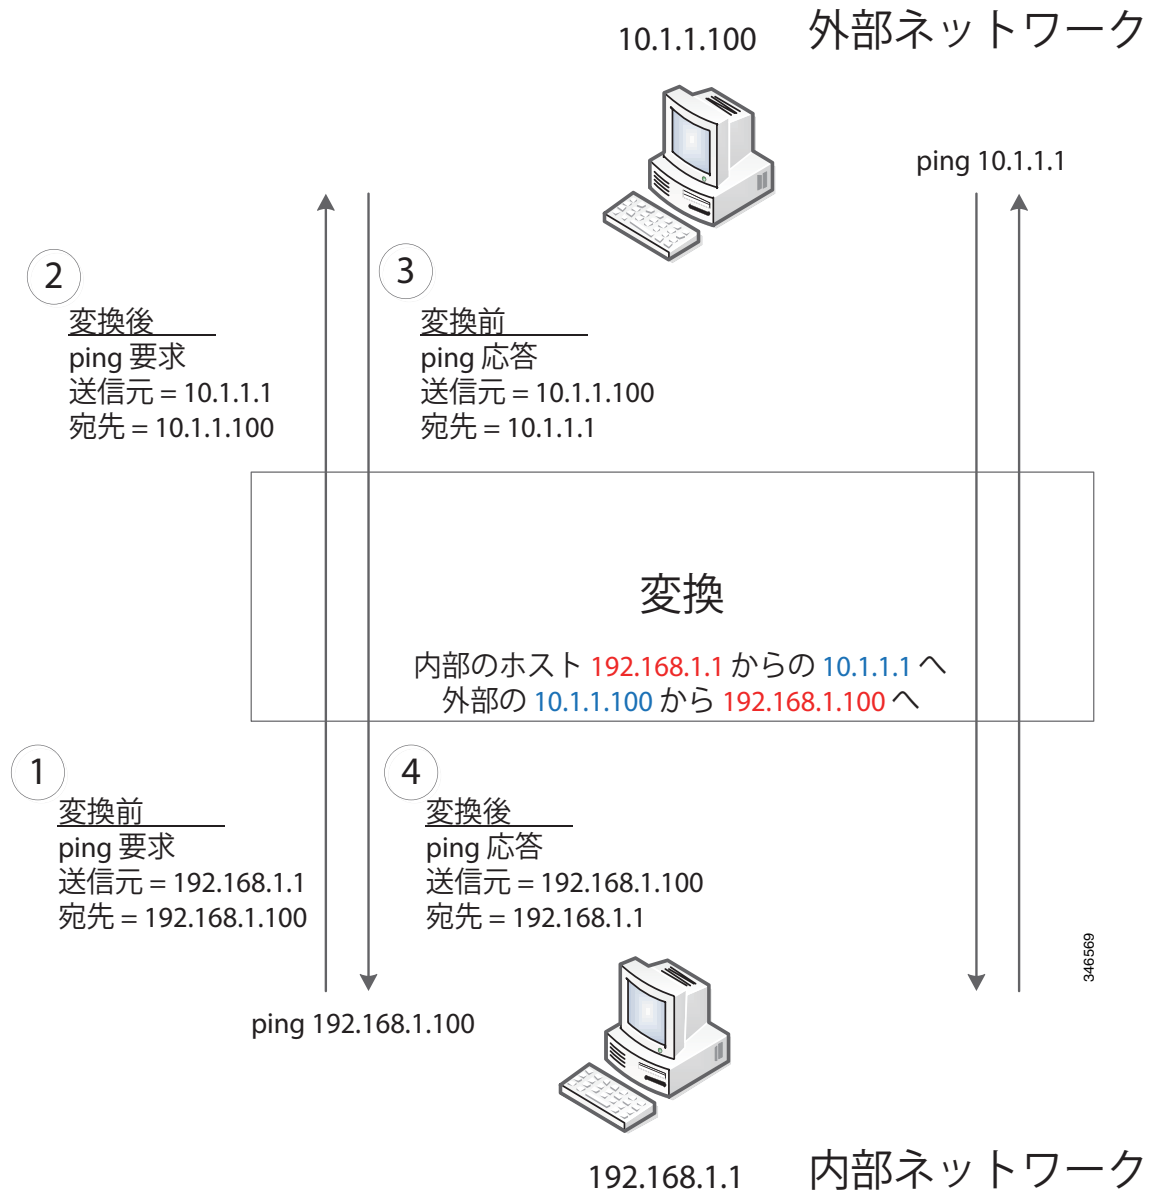 10.1.1.100
外部ネットワーク
ping 10.1.1.1
2
変換後
ping 要求
送信元 = 10.1.1.1
宛先 = 10.1.1.100
3
変換前
ping 応答
送信元 = 10.1.1.100
宛先 = 10.1.1.1
変換
内部のホスト 192.168.1.1 からの 10.1.1.1 へ
外部の 10.1.1.100 から 192.168.1.100 へ
1
変換前
ping 要求
送信元 = 192.168.1.1
宛先 = 192.168.1.100
4
変換後
ping 応答
送信元 = 192.168.1.100
宛先 = 192.168.1.1
346569
ping 192.168.1.100
192.168.1.1
内部ネットワーク